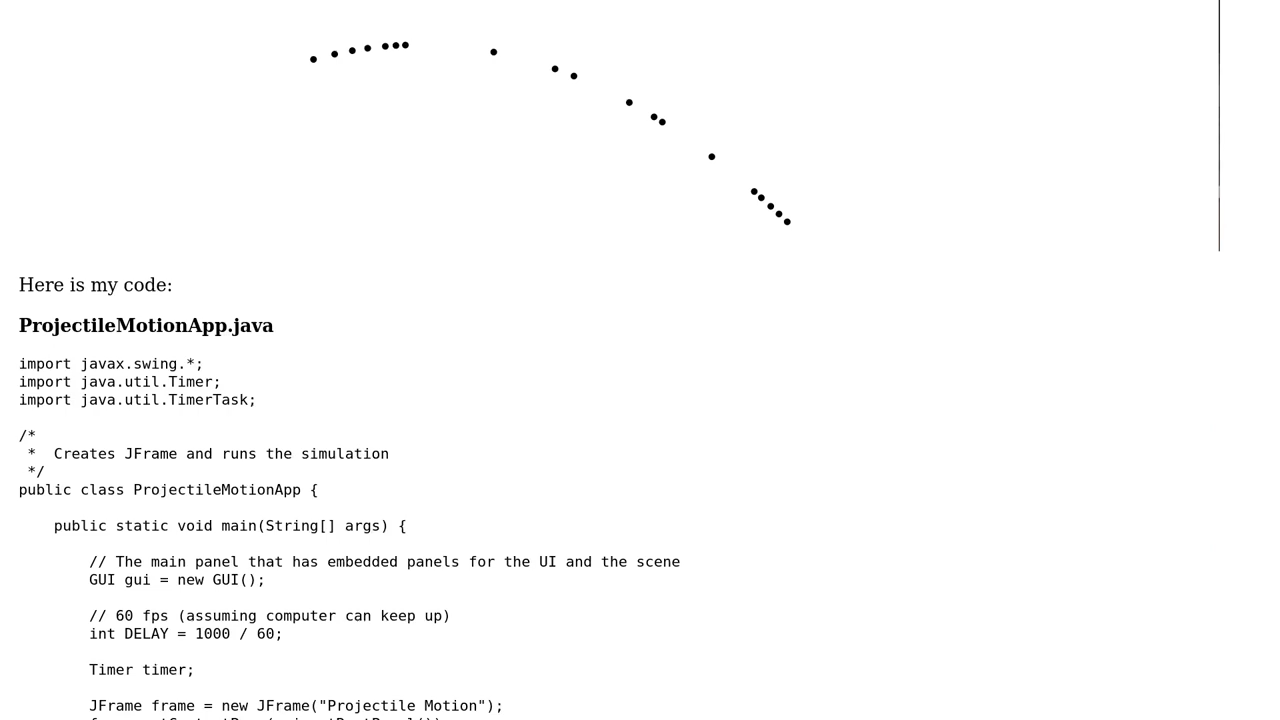 Here is my code:
ProjectileMotionApp.java
import javax.swing.*;
import java.util.Timer;
import java.util.TimerTask;
/*
 *  Creates JFrame and runs the simulation
 */
public class ProjectileMotionApp {
    public static void main(String[] args) {
        // The main panel that has embedded panels for the UI and the scene
        GUI gui = new GUI();
        // 60 fps (assuming computer can keep up)
        int DELAY = 1000 / 60;
        Timer timer;
        JFrame frame = new JFrame("Projectile Motion");